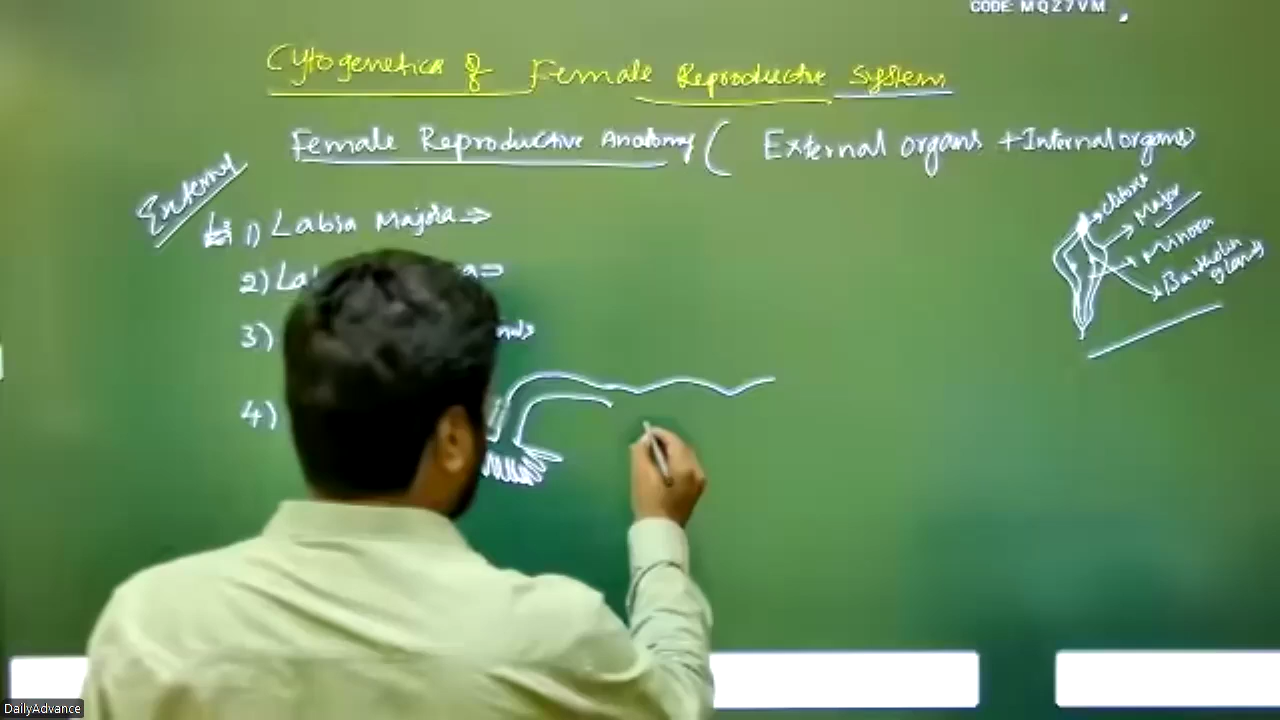 CODE: MQZ7VM
Cytogenetics of Female Reproductive System
Female Reproductive Anatomy ( External organs + Internal organs)
External
1) Labia Majora ⇒
2) La
3)
4)
clitoris
Major
Minora
Bartholin glands
DailyAdvance